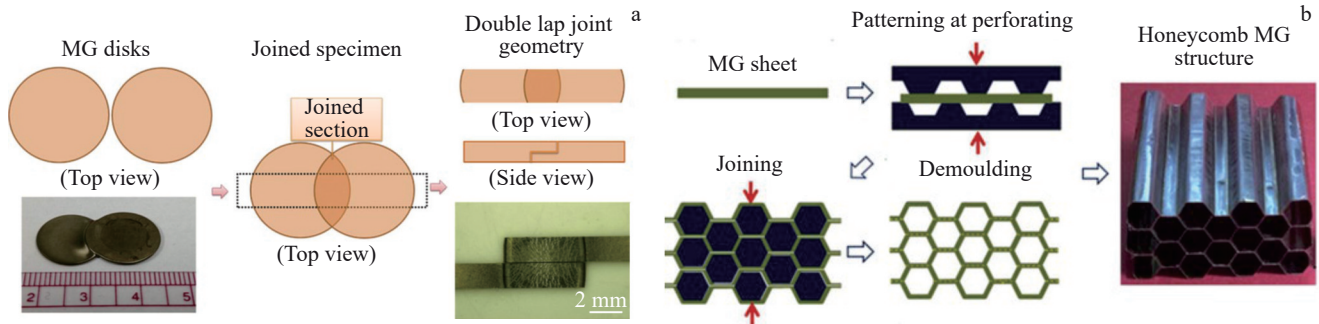 a
MG disks
(Top view)
2 3 4 5
Joined specimen
Joined
section
(Top view)
Double lap joint
geometry
(Top view)
(Side view)
2 mm
b
MG sheet
Patterning at perforating
Joining
Demoulding
Honeycomb MG
structure